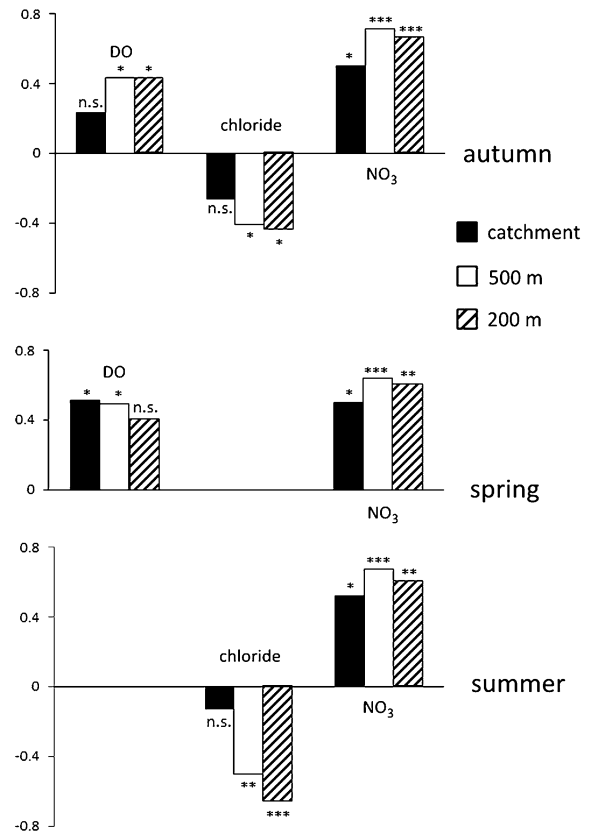 0.8
***
DO
*
***
* *
0.4
n.s.
chloride
0
autumn
NO3
n.s.
-0.4
*
*
catchment
500 m
-0.8
200 m
0.8
DO
***
**
* *
n.s.
*
0.4
0
spring
NO3
0.8
***
**
*
0.4
chloride
0
summer
n.s.
NO3
-0.4
**
***
-0.8